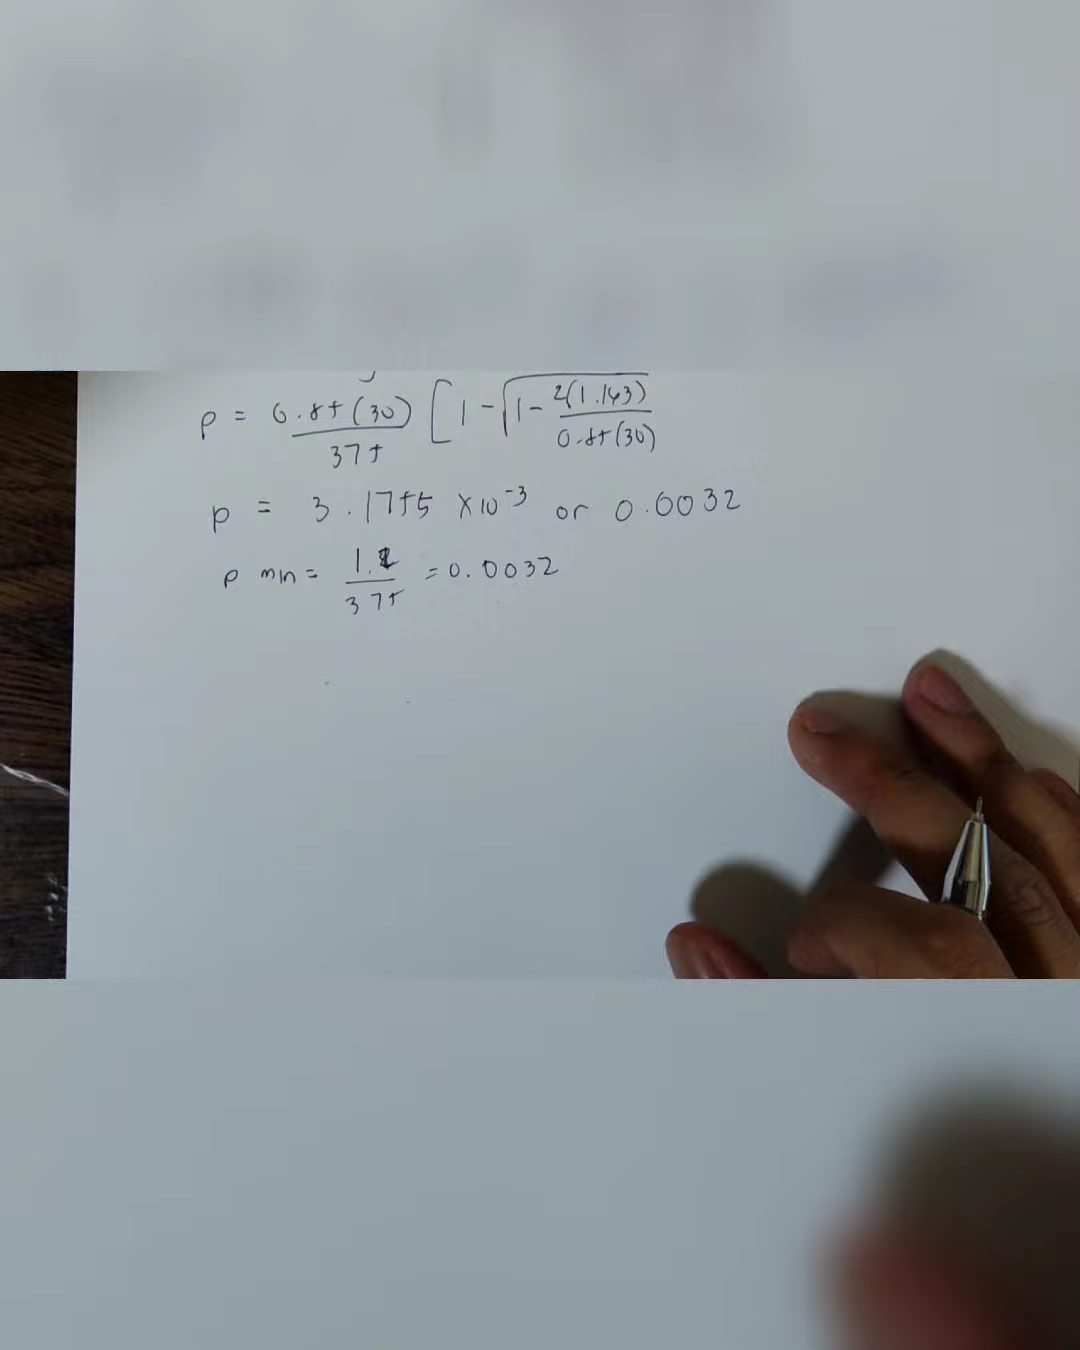 ρ = 0.85(30)/375 [1 - √(1 - 2(1.163)/0.85(30))
ρ = 3.1755 x10^-3 or 0.0032
ρ min = 1.2/375 = 0.0032